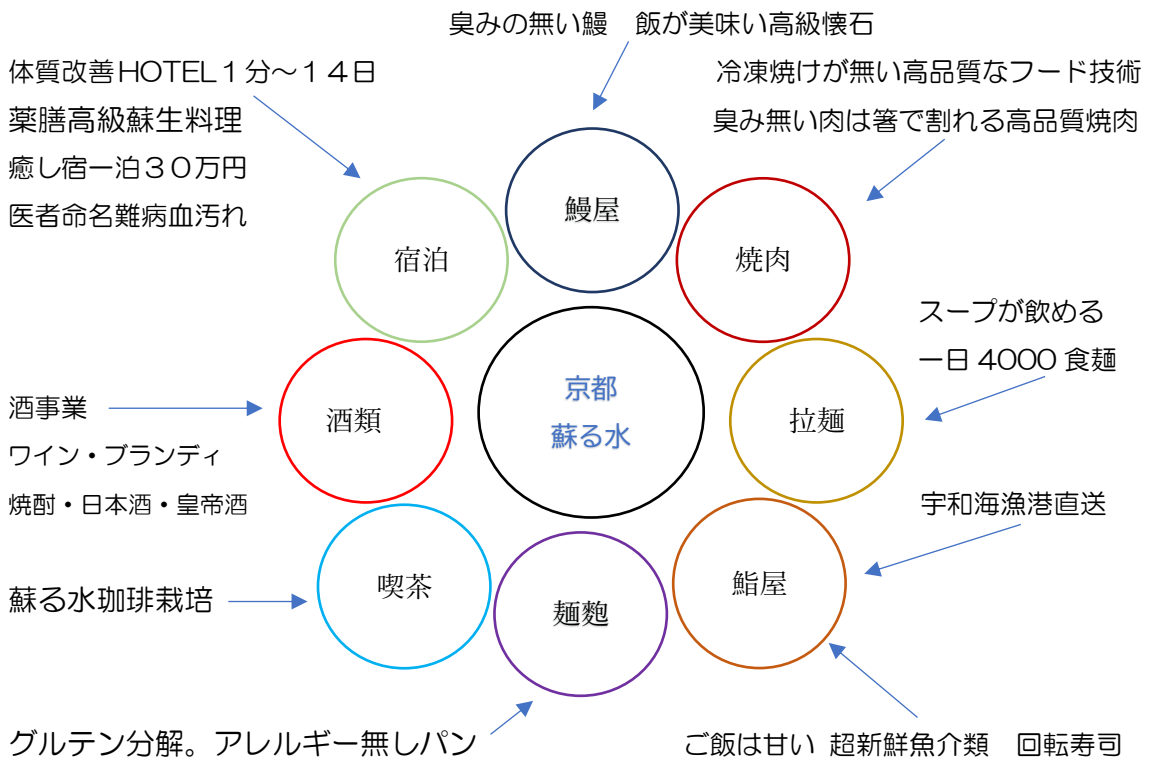 臭みの無い鰻　飯が美味い高級懐石
体質改善HOTEL１分～１４日
薬膳高級蘇生料理
癒し宿一泊３０万円
医者命名難病血汚れ
冷凍焼けが無い高品質なフード技術
臭み無い肉は箸で割れる高品質焼肉
鰻屋
宿泊
焼肉
スープが飲める
一日 4000 食麺
酒事業
ワイン・ブランディ
焼酎・日本酒・皇帝酒
酒類
京都
蘇る水
拉麺
宇和海漁港直送
蘇る水珈琲栽培
喫茶
麺麭
鮨屋
グルテン分解。アレルギー無しパン
ご飯は甘い 超新鮮魚介類　回転寿司